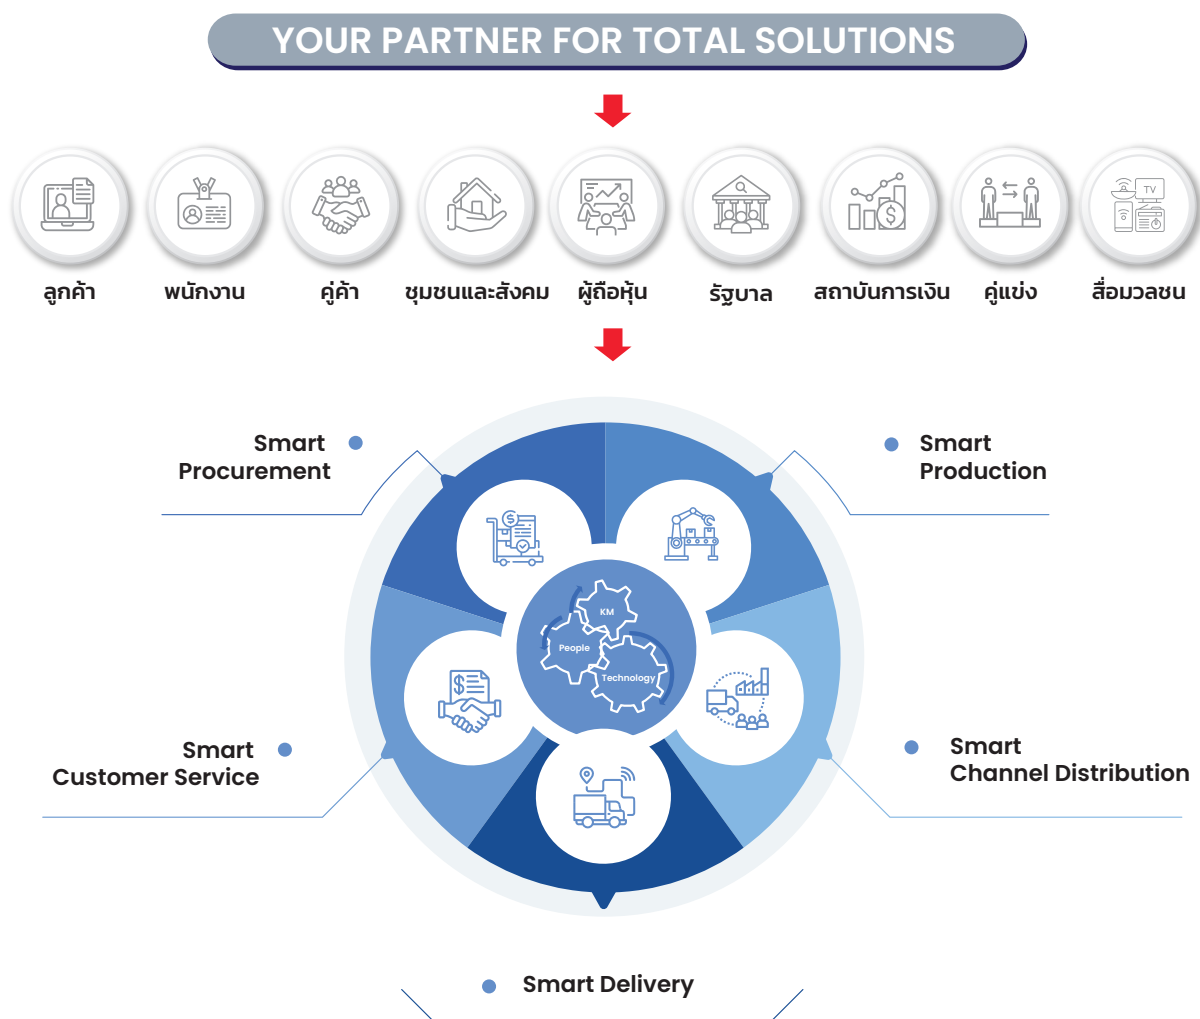 YOUR PARTNER FOR TOTAL SOLUTIONS
TV
ลูกค้า
พนักงาน
คู่ค้า
ชุมชนและสังคม
ผู้ถือหุ้น
รัฐบาล
สถาบันการเงิน
คู่แข่ง
สื่อมวลชน
Smart
Procurement
Smart
Production
KM
People
Technology
Smart
Customer Service
Smart
Channel Distribution
Smart Delivery